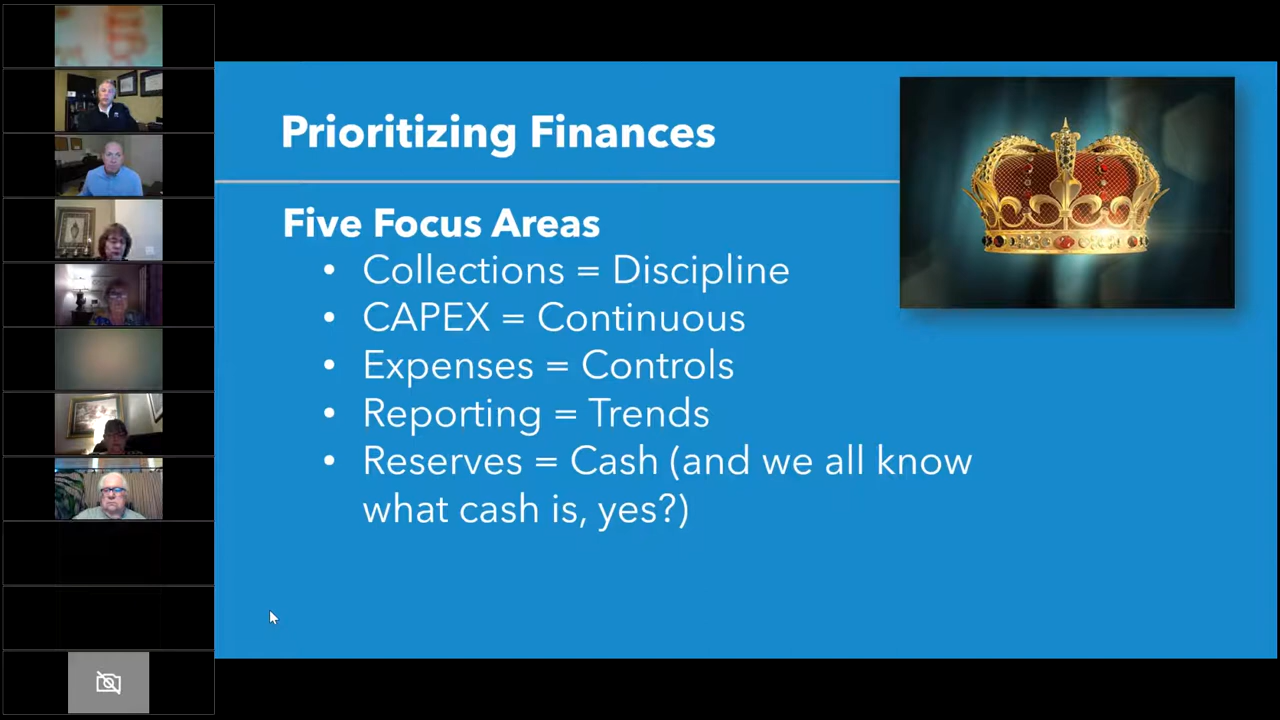 Prioritizing Finances
Five Focus Areas
• Collections = Discipline
• CAPEX = Continuous
• Expenses = Controls
• Reporting = Trends
• Reserves = Cash (and we all know
what cash is, yes?)